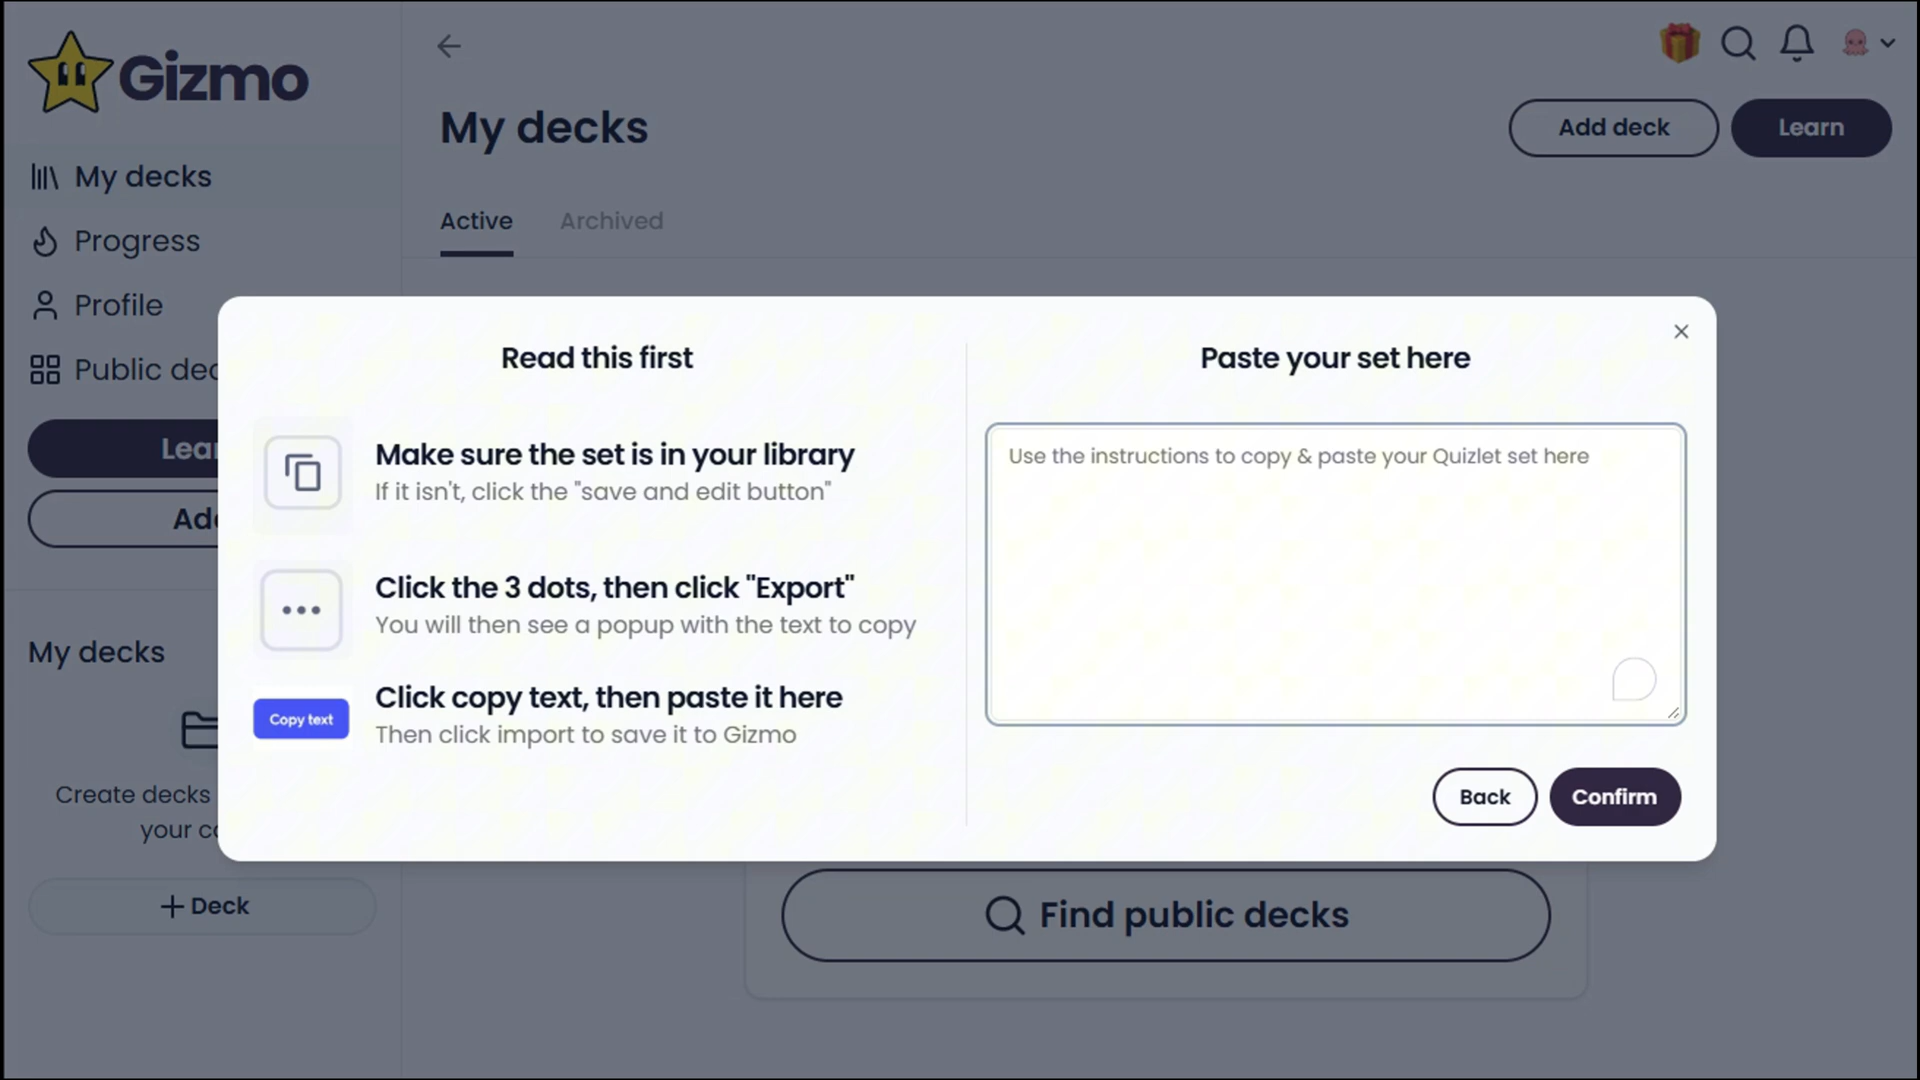 Gizmo
My decks
Progress
Profile
Public dec
Lear
Add
My decks
Create decks
your co
+ Deck
My decks
Add deck
Learn
Active
Archived
Read this first
Make sure the set is in your library
If it isn't, click the "save and edit button"
Click the 3 dots, then click "Export"
You will then see a popup with the text to copy
Copy text
Click copy text, then paste it here
Then click import to save it to Gizmo
Paste your set here
Use the instructions to copy & paste your Quizlet set here
Back
Confirm
Find public decks